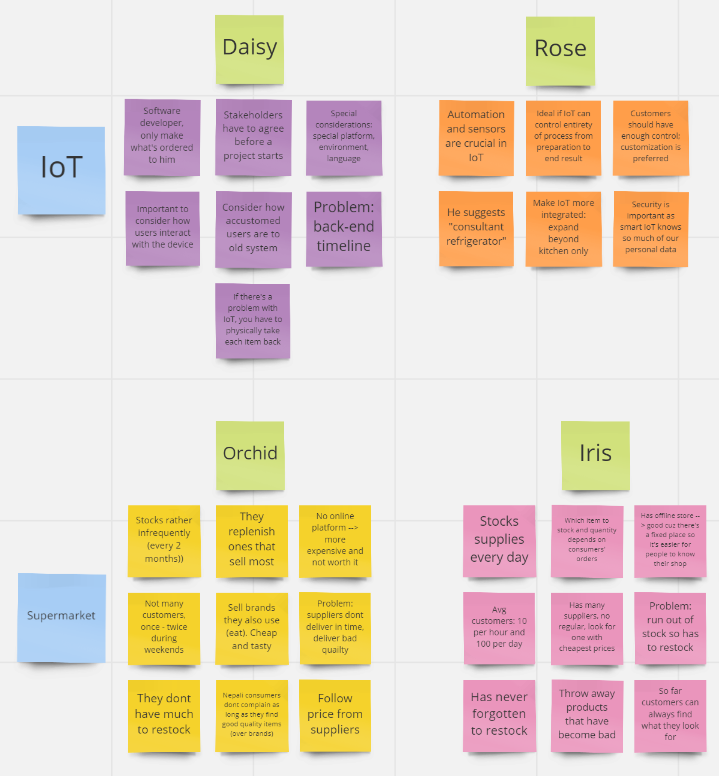 Daisy
Rose
IoT
Software
developer,
only make
what's ordered
to him
Stakeholders
have to agree
before a
project starts
Special
considerations:
special platform,
environment,
language
Automation
and sensors
are crucial in
IoT
Ideal if IoT can
control entirety
of process from
preparation to
end result
Customers
should have
enough control:
customization is
preferred
Important to
consider how
users interact
with the device
Consider how
accustomed
users are to
old system
Problem:
back-end
timeline
He suggests
"consultant
refrigerator"
Make IoT more
integrated:
expand
beyond
kitchen only
Security is
important as
smart IoT knows
so much of our
personal data
If there's a
problem with
IoT, you have to
physically take
each item back
Orchid
Iris
Supermarket
Stocks rather
infrequently
(every 2
months))
They
replenish
ones that
sell most
No online
platform -->
more
expensive and
not worth it
Stocks
supplies
every day
Which item to
stock and quantity
depends on
consumers'
orders
Has offline store --
> good cuz there's
a fixed place so
it's easier for
people to know
their shop
Not many
customers,
once - twice
during
weekends
Sell brands
they also use
(eat). Cheap
and tasty
Problem:
suppliers dont
deliver in time,
deliver bad
quailty
Avg
customers: 10
per hour and
100 per day
Has many
suppliers, no
regular, look for
one with
cheapest prices
Problem:
run out of
stock so has
to restock
They dont
have much
to restock
Nepali consumers
dont complain as
long as they find
good quality items
(over brands)
Follow
price from
suppliers
Has never
forgotten
to restock
Throw away
products
that have
become bad
So far
customers can
always find
what they look
for